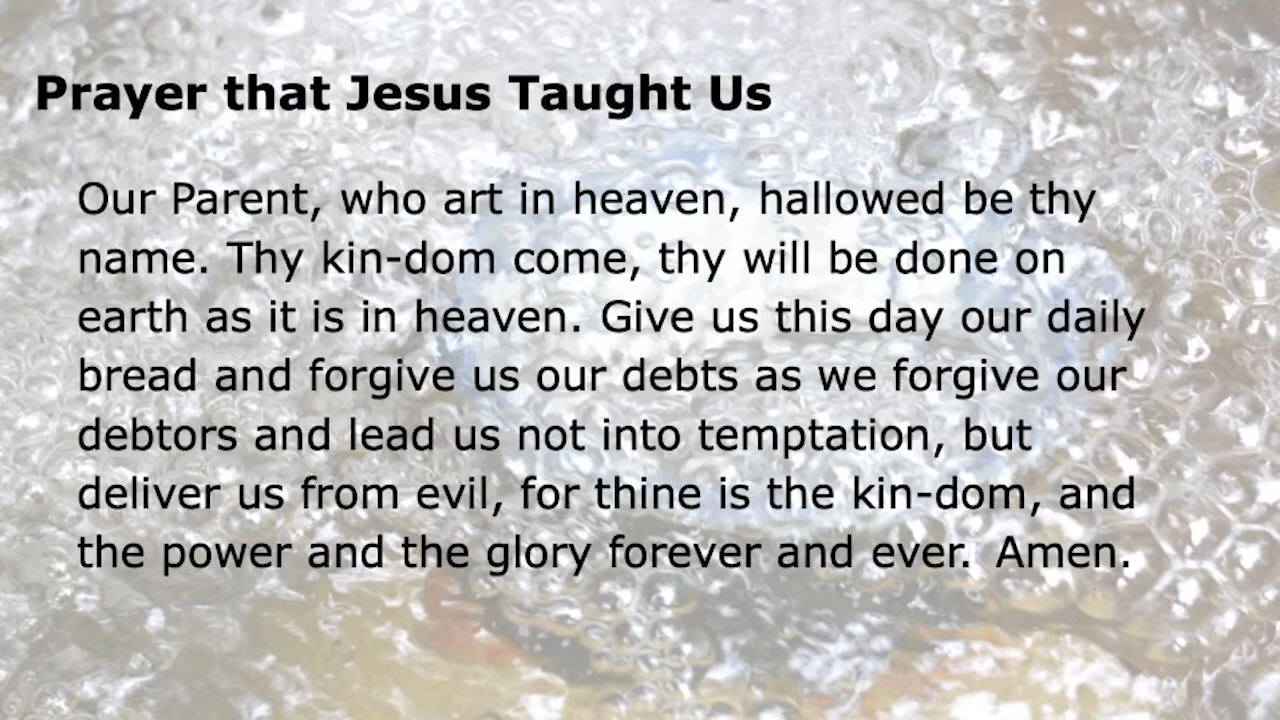 Prayer that Jesus Taught Us
Our Parent, who art in heaven, hallowed be thy
name. Thy kin-dom come, thy will be done on
earth as it is in heaven. Give us this day our daily
bread and forgive us our debts as we forgive our
debtors and lead us not into temptation, but
deliver us from evil, for thine is the kin-dom, and
the power and the glory forever and ever. Amen.